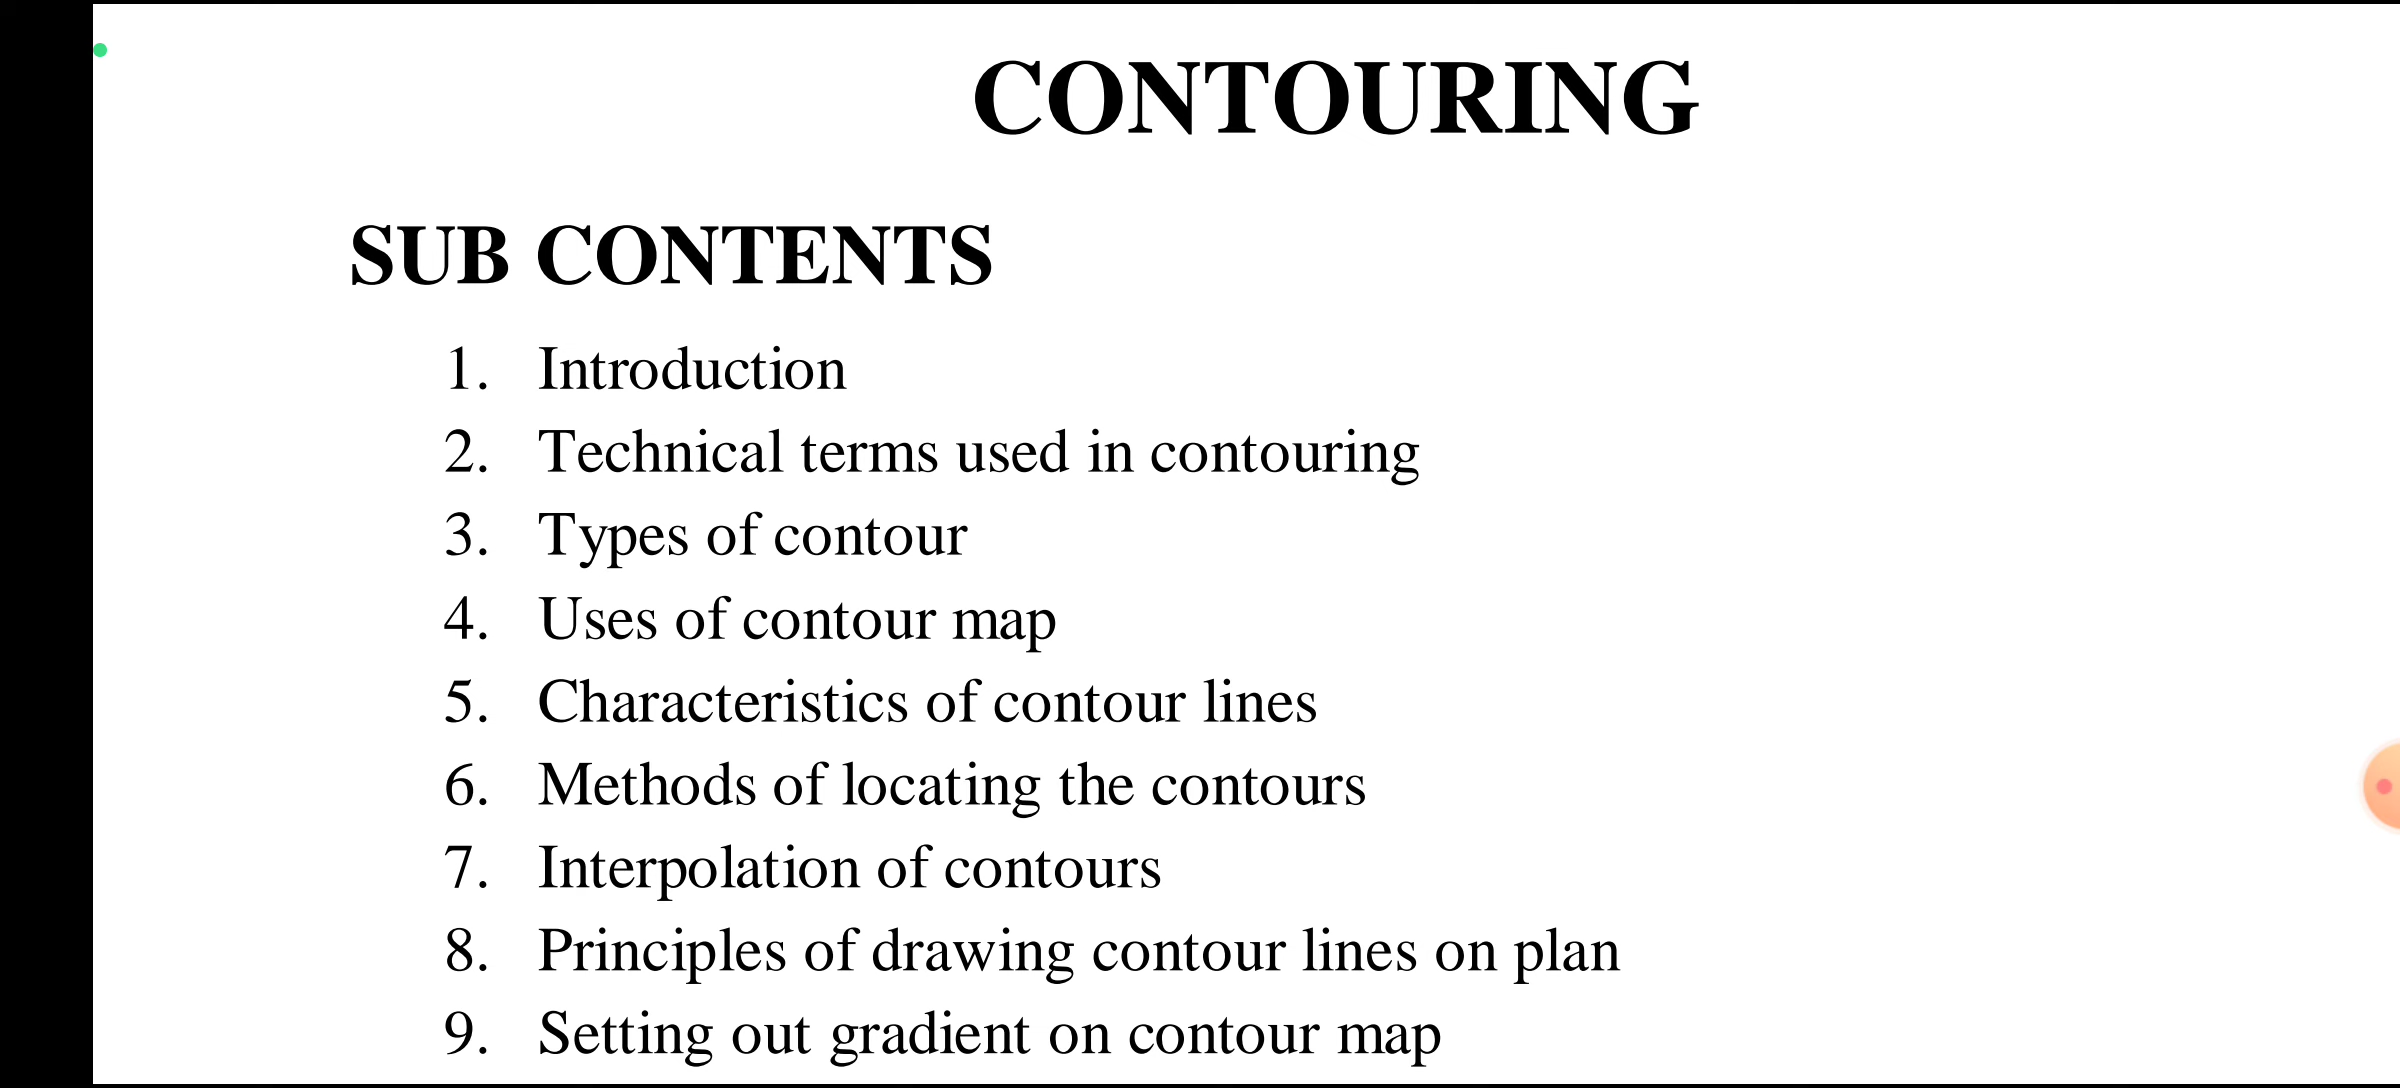 CONTOURING
SUB CONTENTS
1. Introduction
2. Technical terms used in contouring
3. Types of contour
4. Uses of contour map
5. Characteristics of contour lines
6. Methods of locating the contours
7. Interpolation of contours
8. Principles of drawing contour lines on plan
9. Setting out gradient on contour map